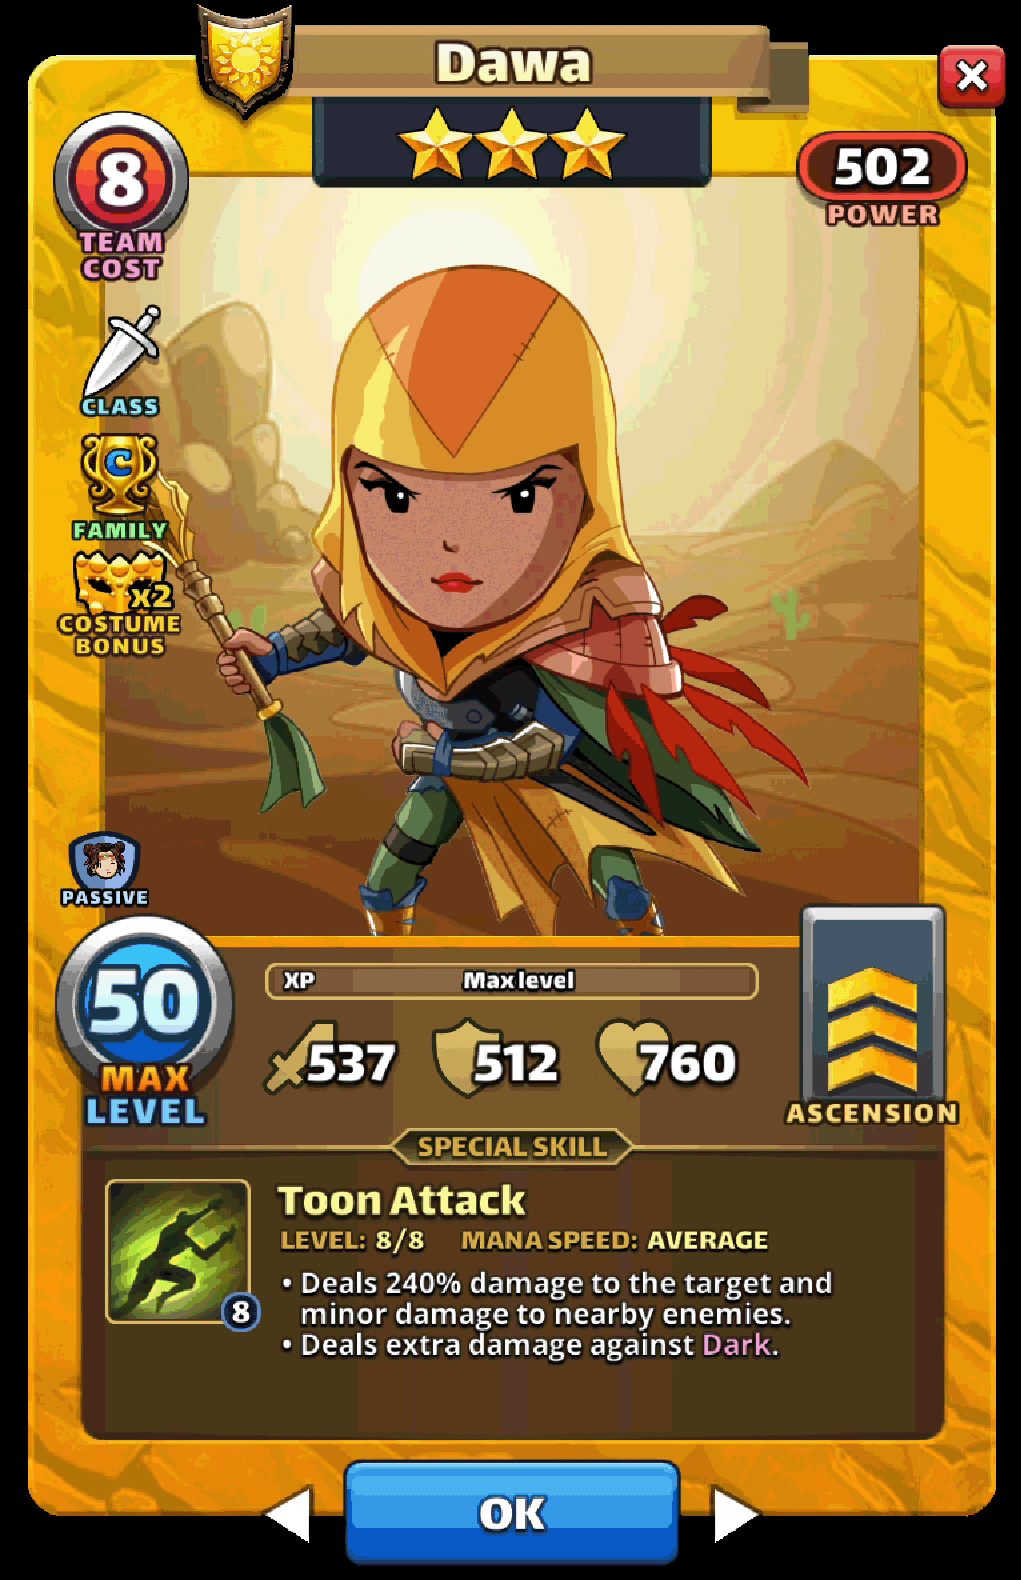 Dawa
8
TEAM
COST
502
POWER
CLASS
C
FAMILY
x2
COSTUME
BONUS
PASSIVE
50
MAX
LEVEL
XP Max level
537 512 760
ASCENSION
SPECIAL SKILL
Toon Attack
LEVEL: 8/8 MANA SPEED: AVERAGE
8
• Deals 240% damage to the target and
minor damage to nearby enemies.
• Deals extra damage against Dark.
OK